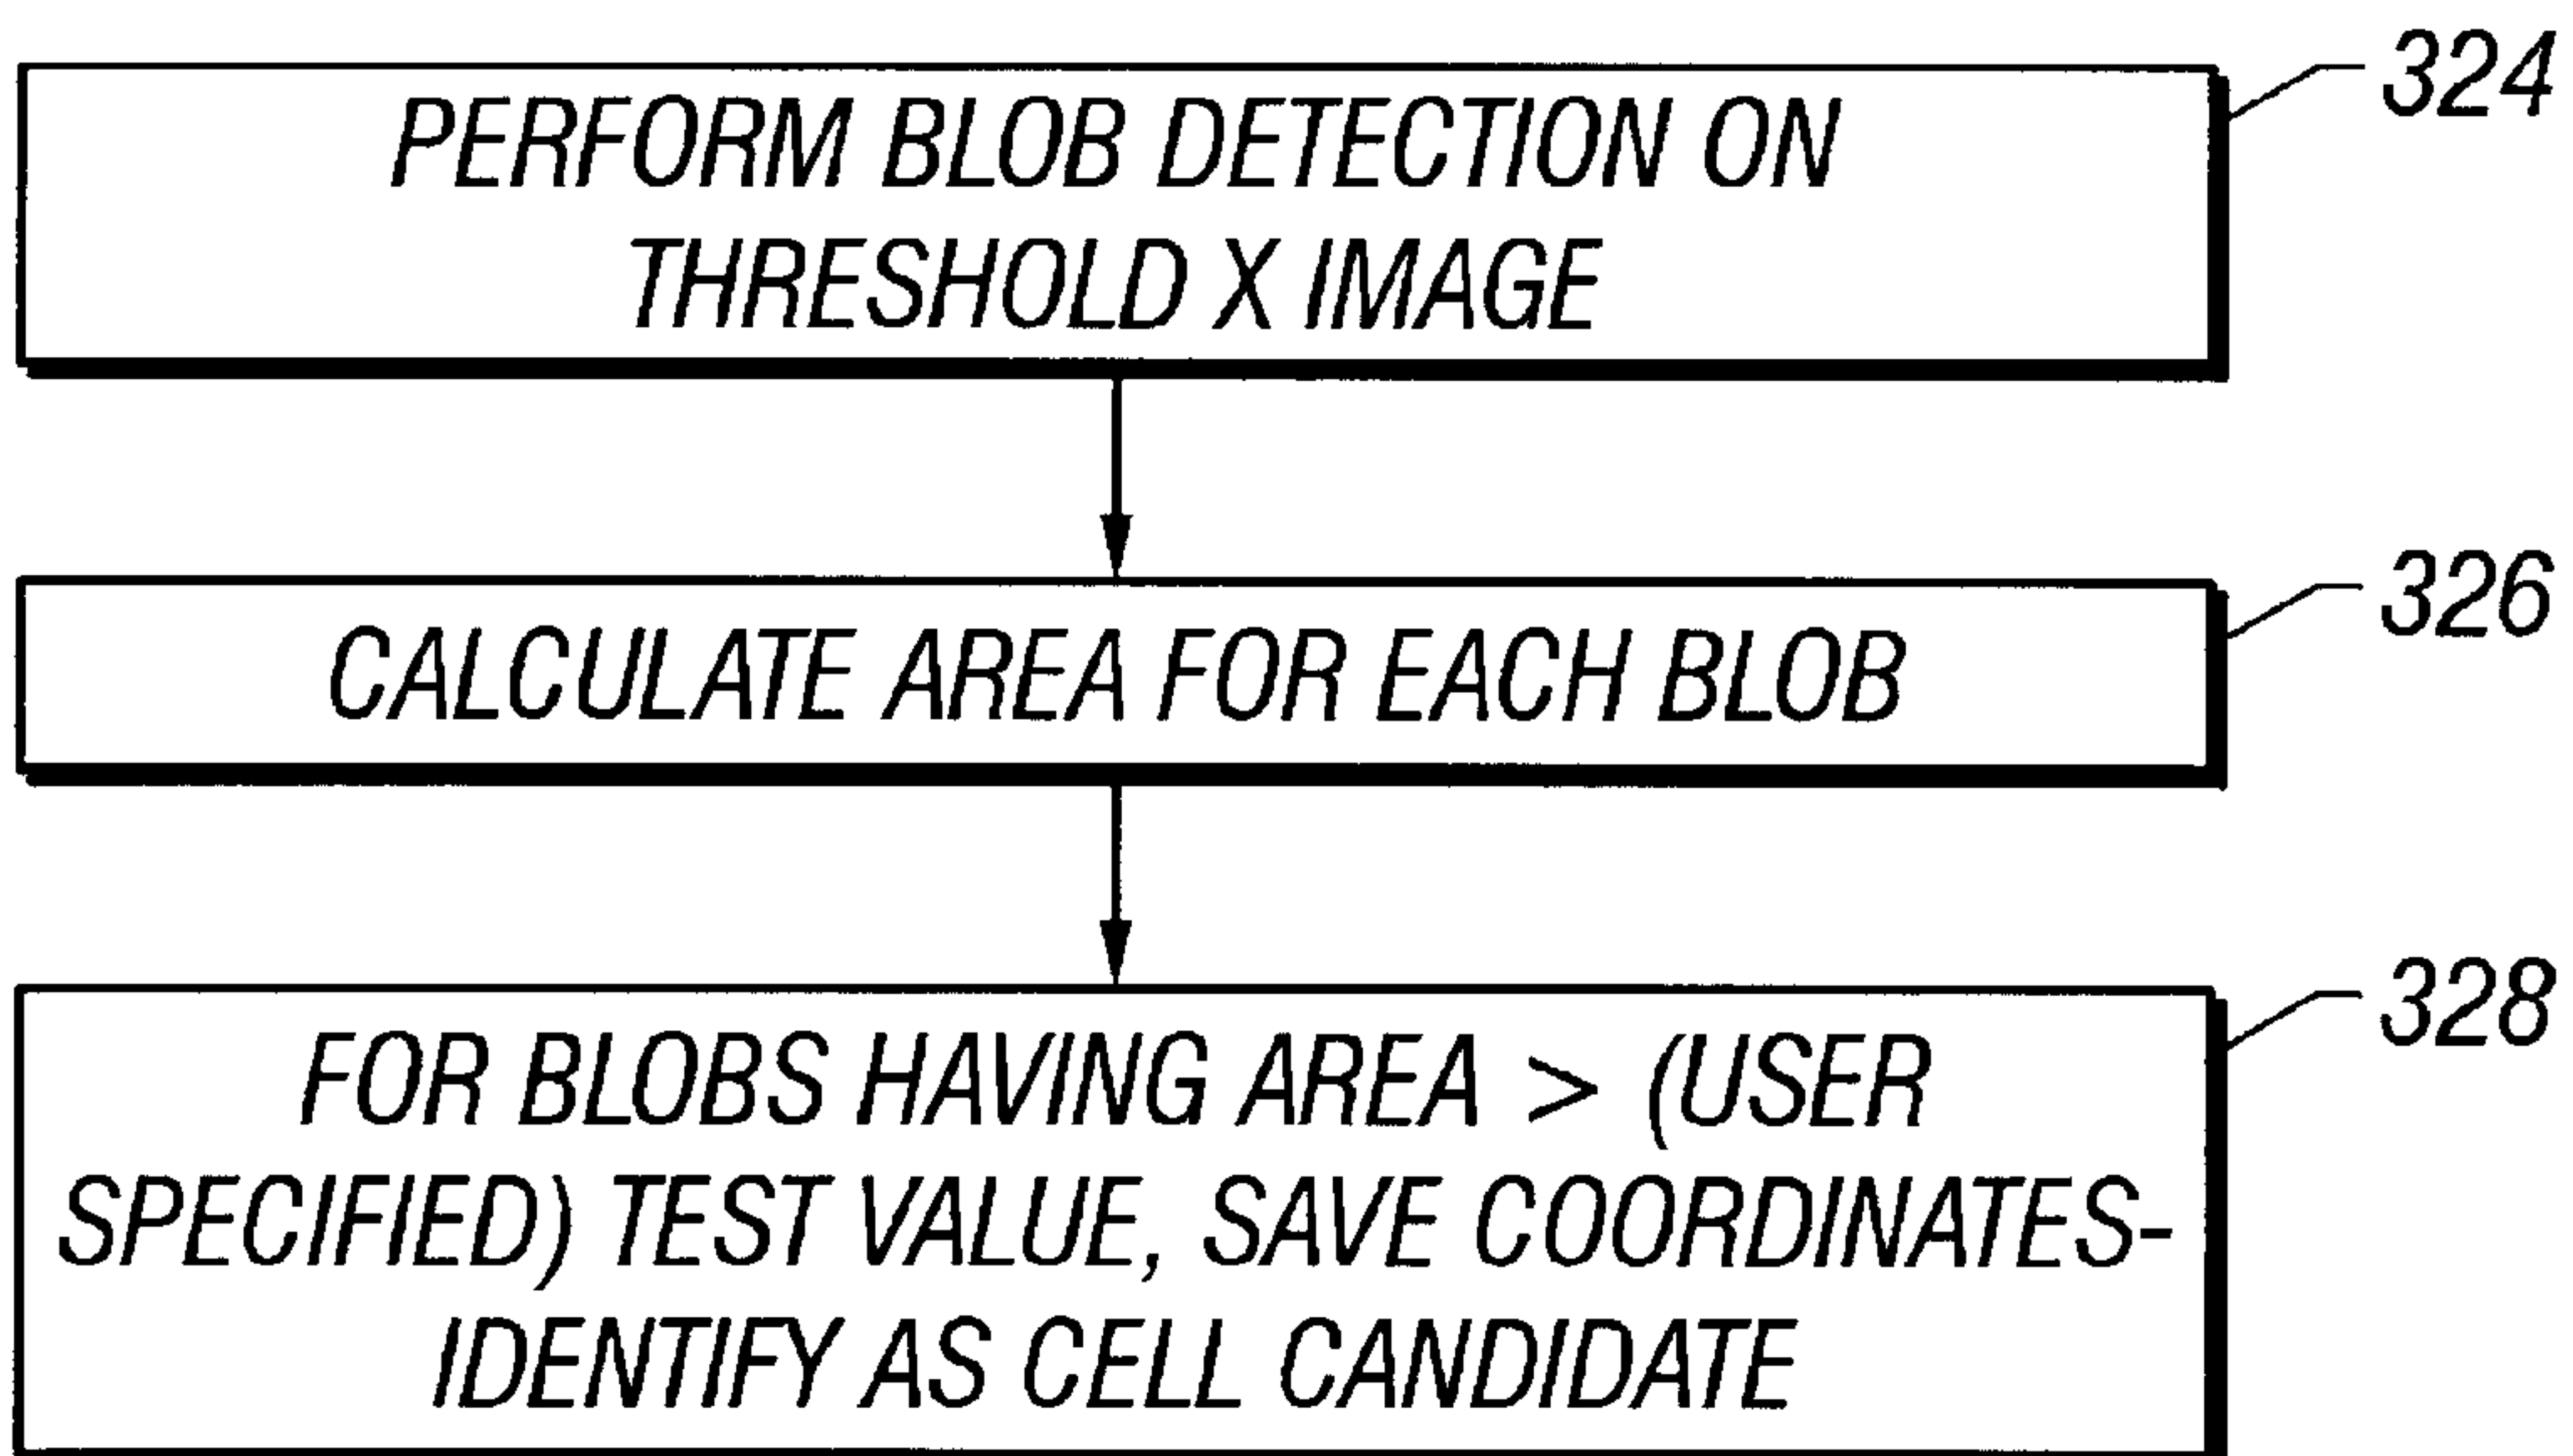 324
PERFORM BLOB DETECTION ON
THRESHOLD X IMAGE
326
CALCULATE AREA FOR EACH BLOB
328
FOR BLOBS HAVING AREA > (USER
SPECIFIED) TEST VALUE, SAVE COORDINATES-
IDENTIFY AS CELL CANDIDATE